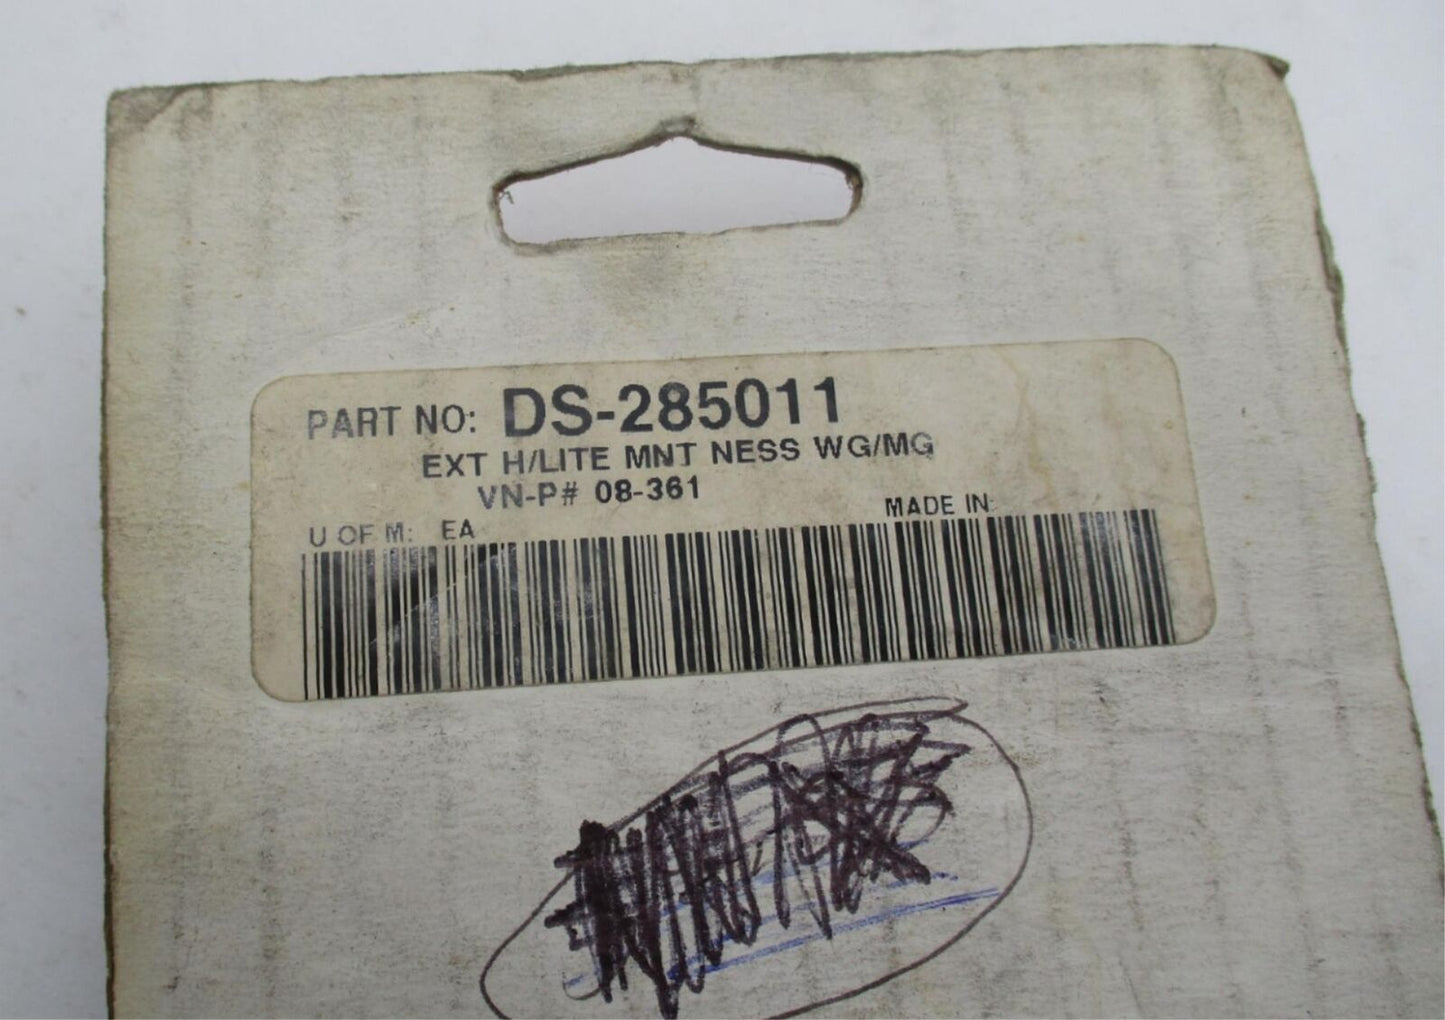 PART NO: DS-285011
EXT H/LITE MNT NESS WG/MG
VN-P# 08-361
U OF M: EA
MADE IN: